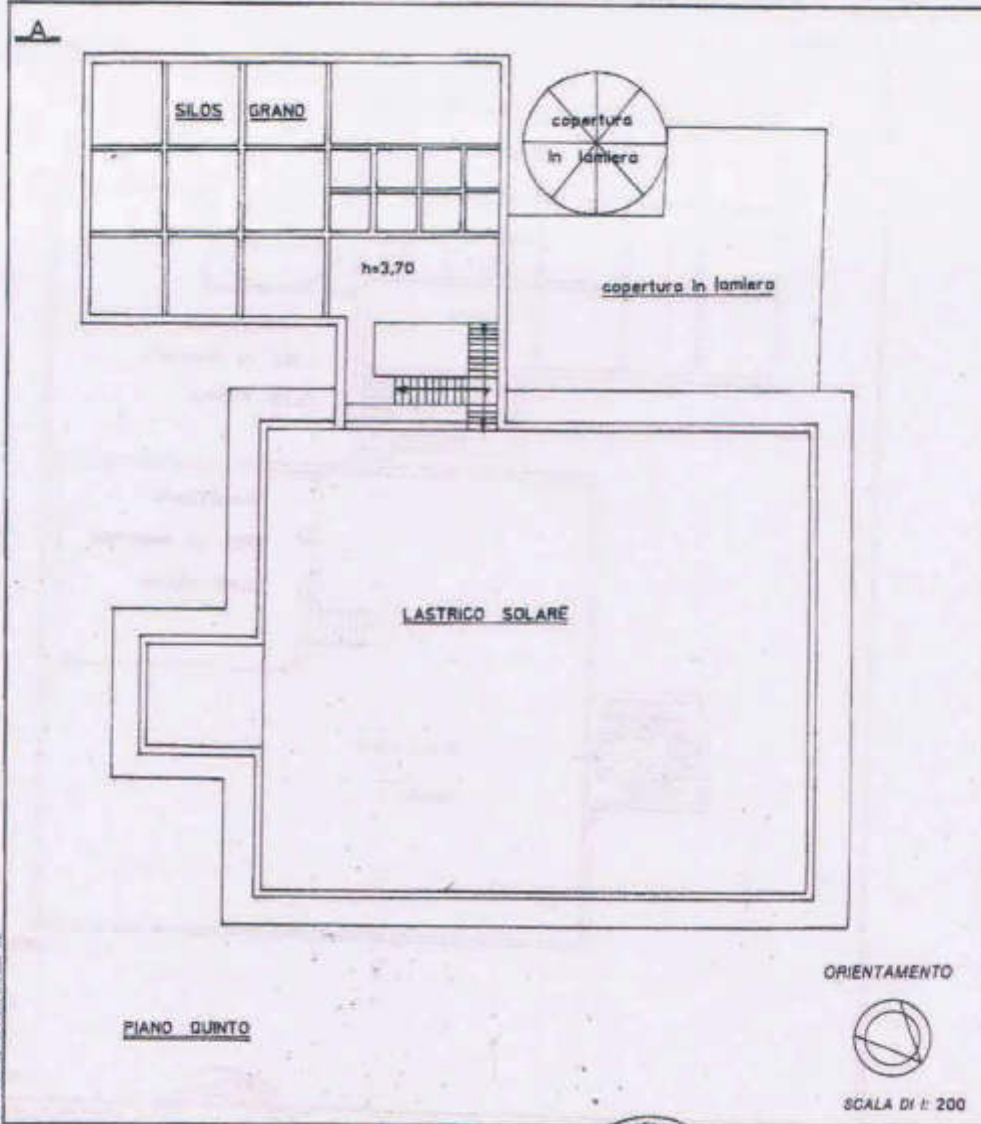 A
SILOS GRANO
copertura
in lamiera
h=3,70
copertura in lamiera
LASTRICO SOLARE
ORIENTAMENTO
PIANO QUINTO
SCALA DI 1: 200